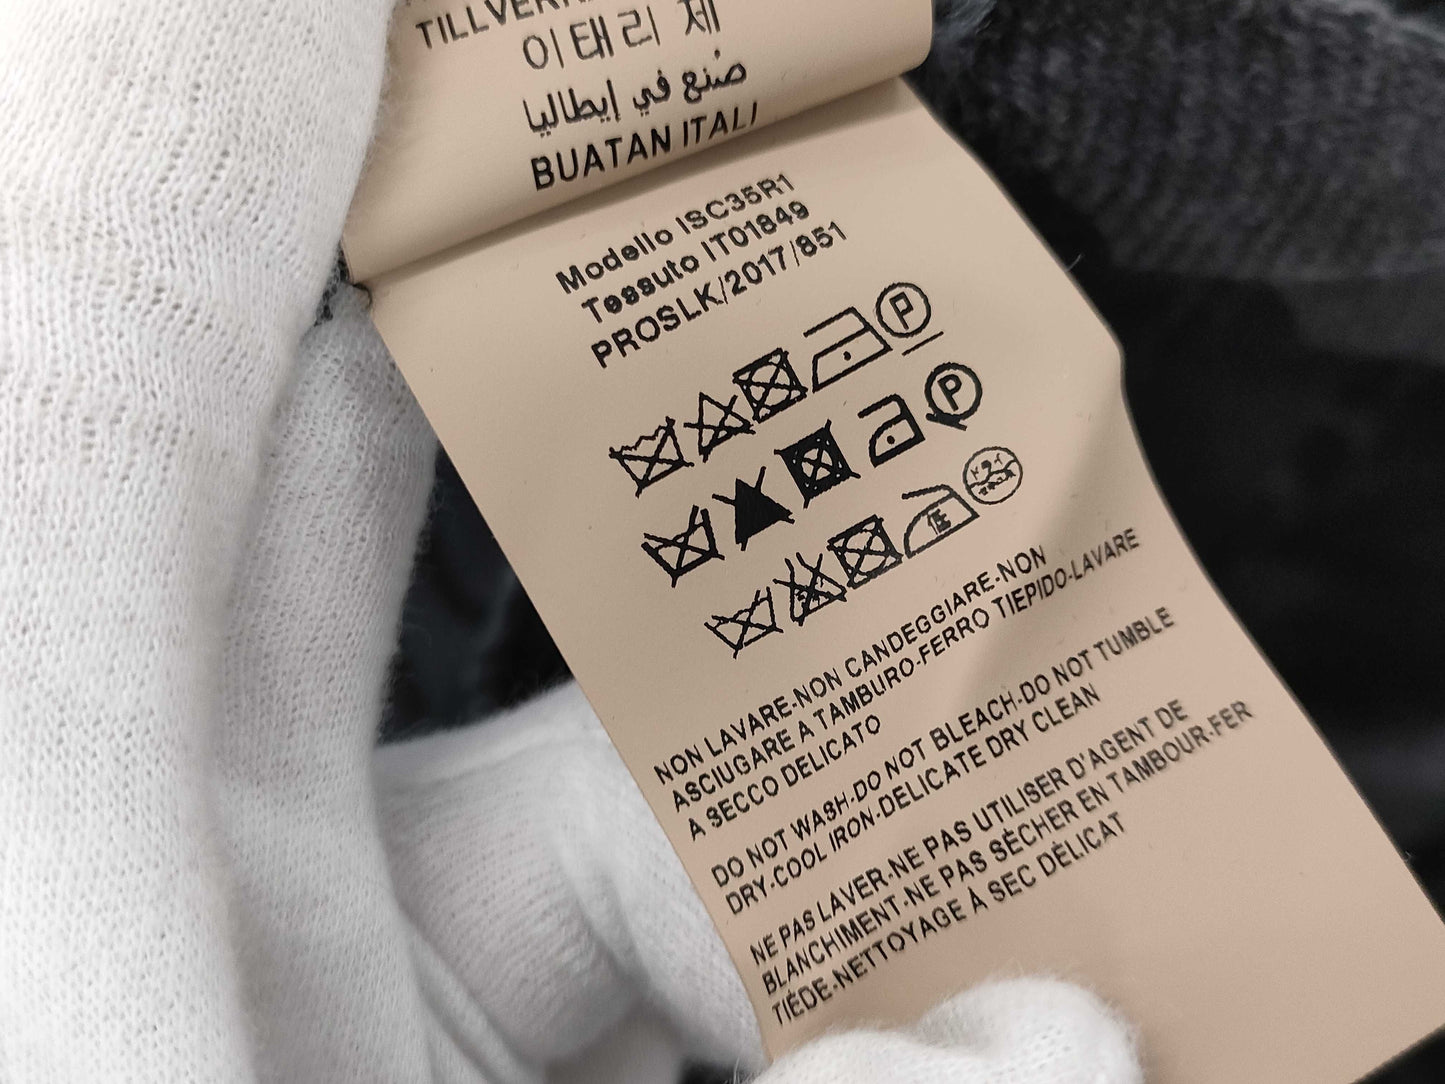 이태리 제
صُنع في إيطاليا
BUATAN ITALI
Modello ISC35R1
Tessuto IT01849
PROSLK/2017/851
P
P
NON LAVARE-NON CANDEGGIARE-NON
ASCIUGARE A TAMBURO-FERRO TIEPIDO-LAVARE
A SECCO DELICATO
DO NOT WASH-DO NOT BLEACH-DO NOT TUMBLE
DRY-COOL IRON-DELICATE DRY CLEAN
NE PAS LAVER-NE PAS UTILISER D'AGENT DE
BLANCHIMENT-NE PAS SÈCHER EN TAMBOUR-FER
TIÉDE-NETTOYAGE À SEC DÉLICAT